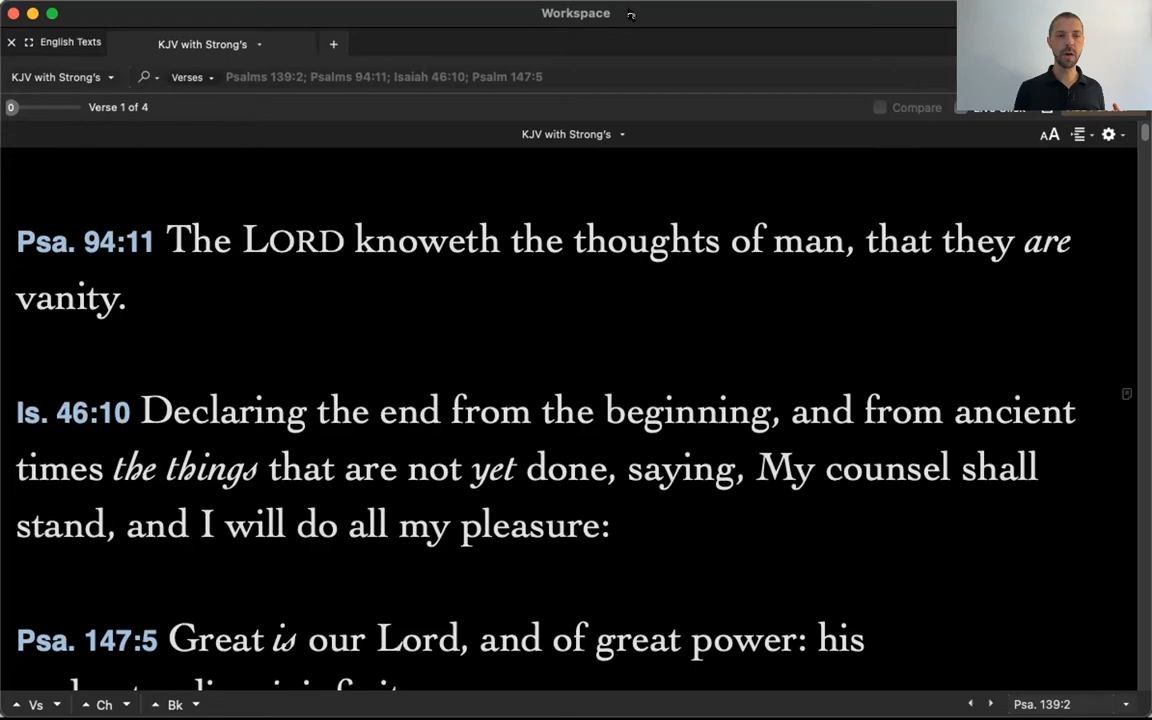 Workspace
English Texts
KJV with Strong's
+
KJV with Strong's
Verses
Psalms 139:2; Psalms 94:11; Isaiah 46:10; Psalm 147:5
0
Verse 1 of 4
Compare
KJV with Strong's
AA
Psa. 94:11 The LORD knoweth the thoughts of man, that they are
vanity.
Is. 46:10 Declaring the end from the beginning, and from ancient
times the things that are not yet done, saying, My counsel shall
stand, and I will do all my pleasure:
Psa. 147:5 Great is our Lord, and of great power: his
Vs
Ch
Bk
Psa. 139:2